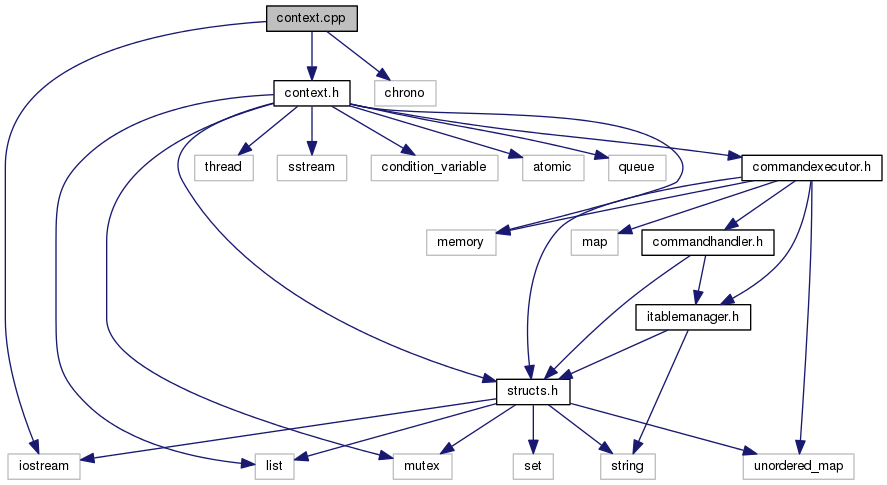 context.cpp
context.h
chrono
thread
sstream
condition_variable
atomic
queue
commandexecutor.h
memory
map
commandhandler.h
itablemanager.h
structs.h
iostream
list
mutex
set
string
unordered_map